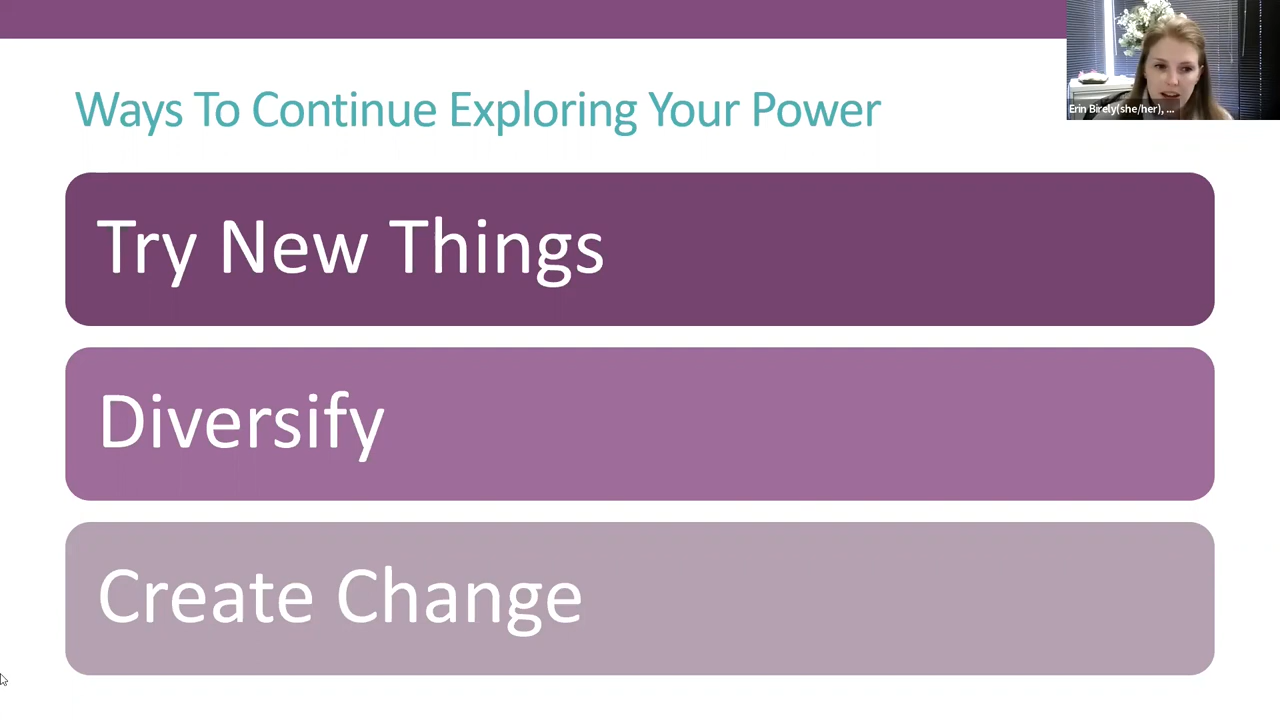 Ways To Continue Exploring Your Power
Erin Birely(she/her), ...
Try New Things
Diversify
Create Change